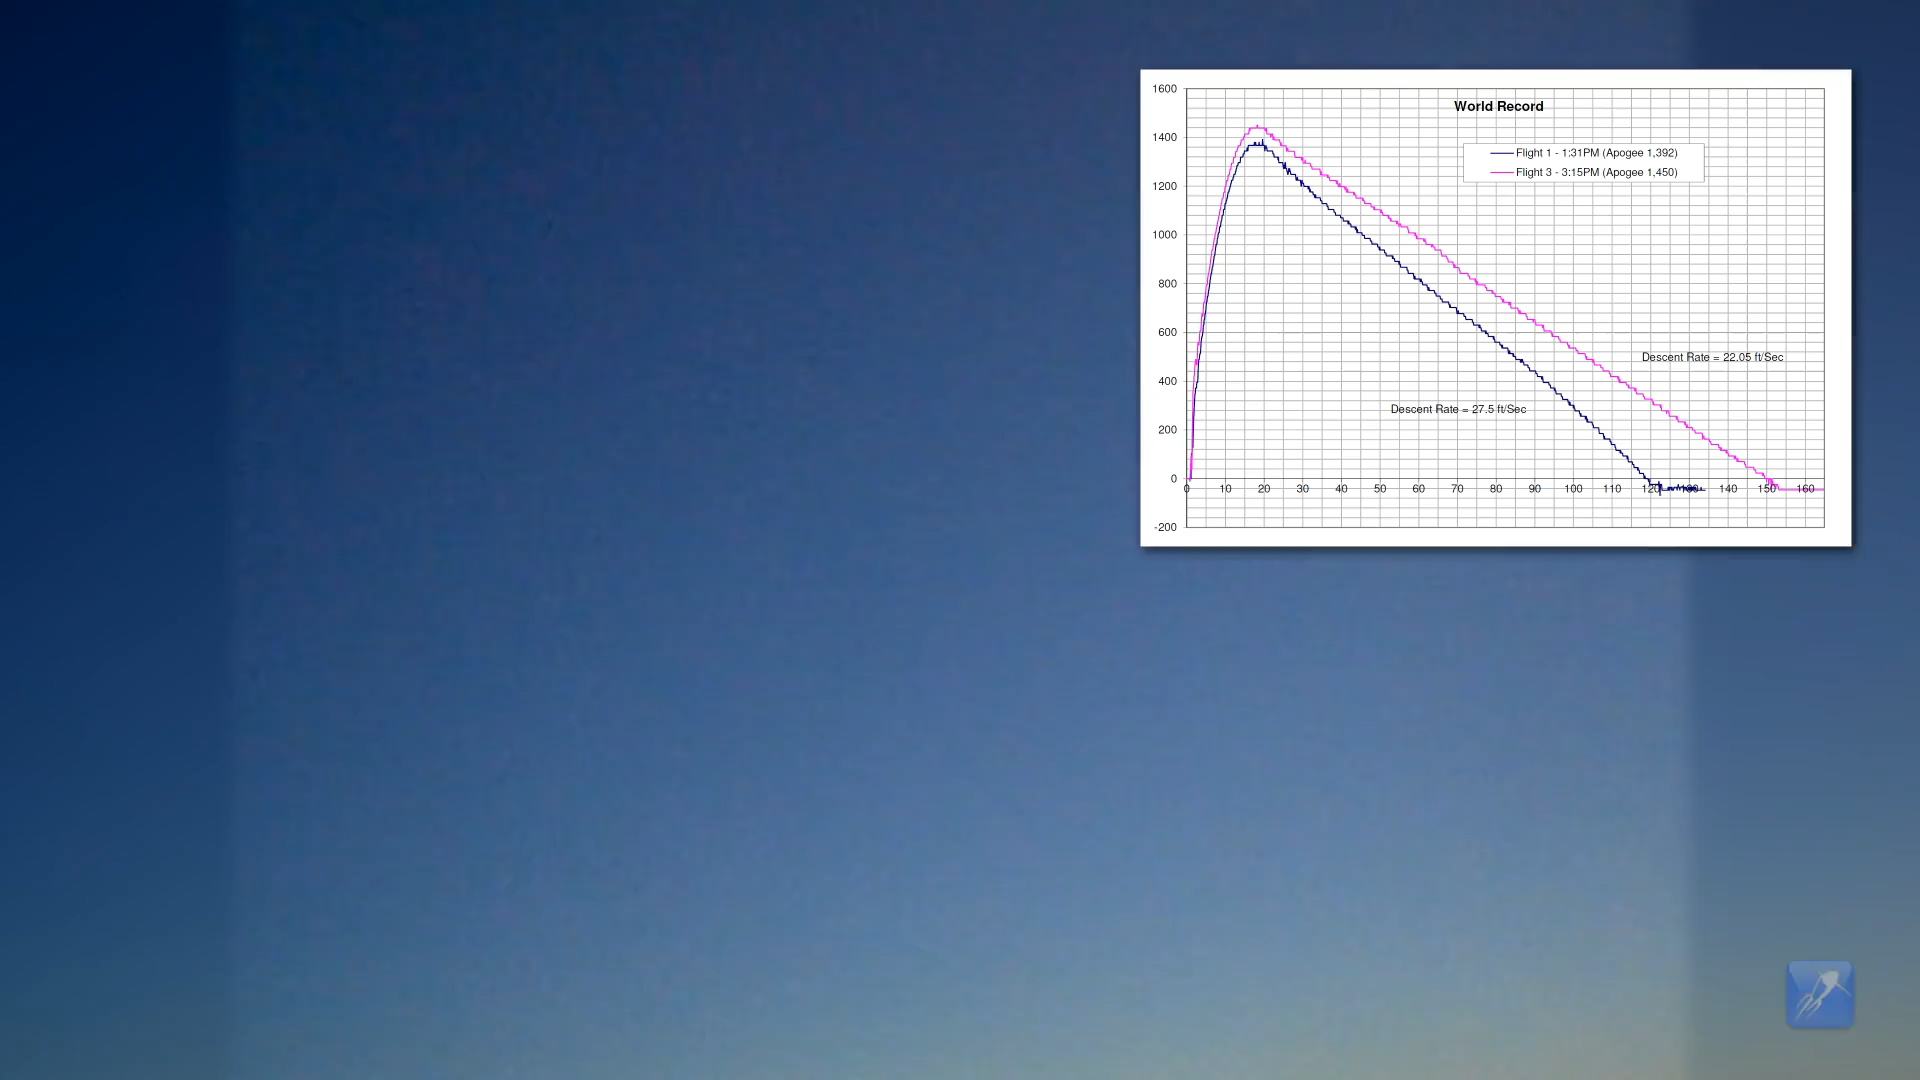 World Record
Flight 1 - 1:31PM (Apogee 1,392)
Flight 3 - 3:15PM (Apogee 1,450)
1600
1400
1200
1000
800
600
400
200
0
-200
Descent Rate = 22.05 ft/Sec
Descent Rate = 27.5 ft/Sec
0 10 20 30 40 50 60 70 80 90 100 110 120 130 140 150 160